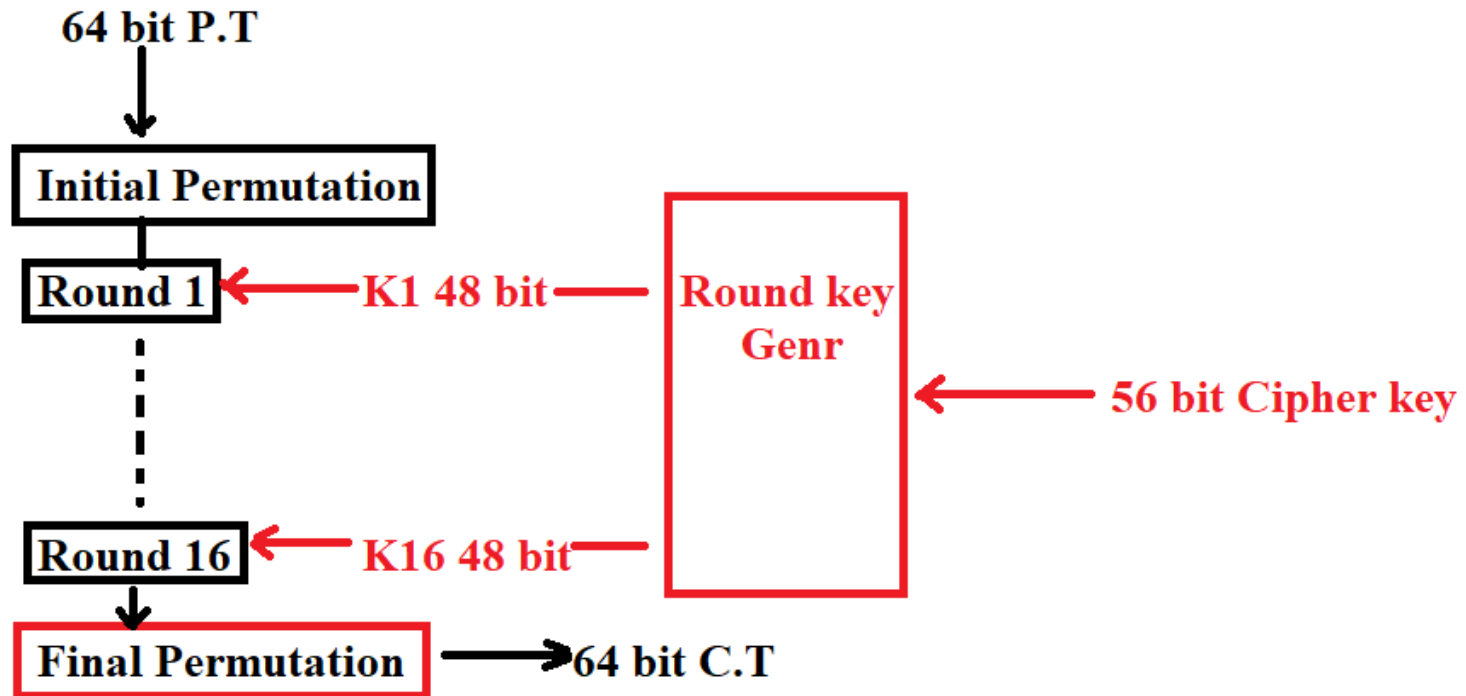 64 bit P.T
Initial Permutation
Round 1
K1 48 bit
Round key
Genr
56 bit Cipher key
Round 16
K16 48 bit
Final Permutation
64 bit C.T